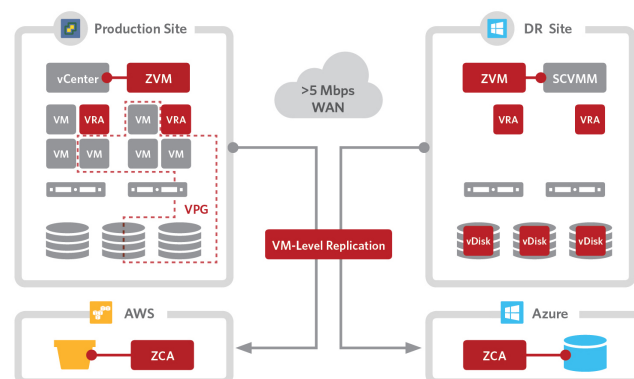 Production Site
DR Site
vCenter
ZVM
>5 Mbps
WAN
ZVM
SCVMM
VM
VRA
VM
VRA
VRA
VRA
VM
VM
VM
VM
VPG
VM-Level Replication
vDisk
vDisk
vDisk
AWS
Azure
ZCA
ZCA